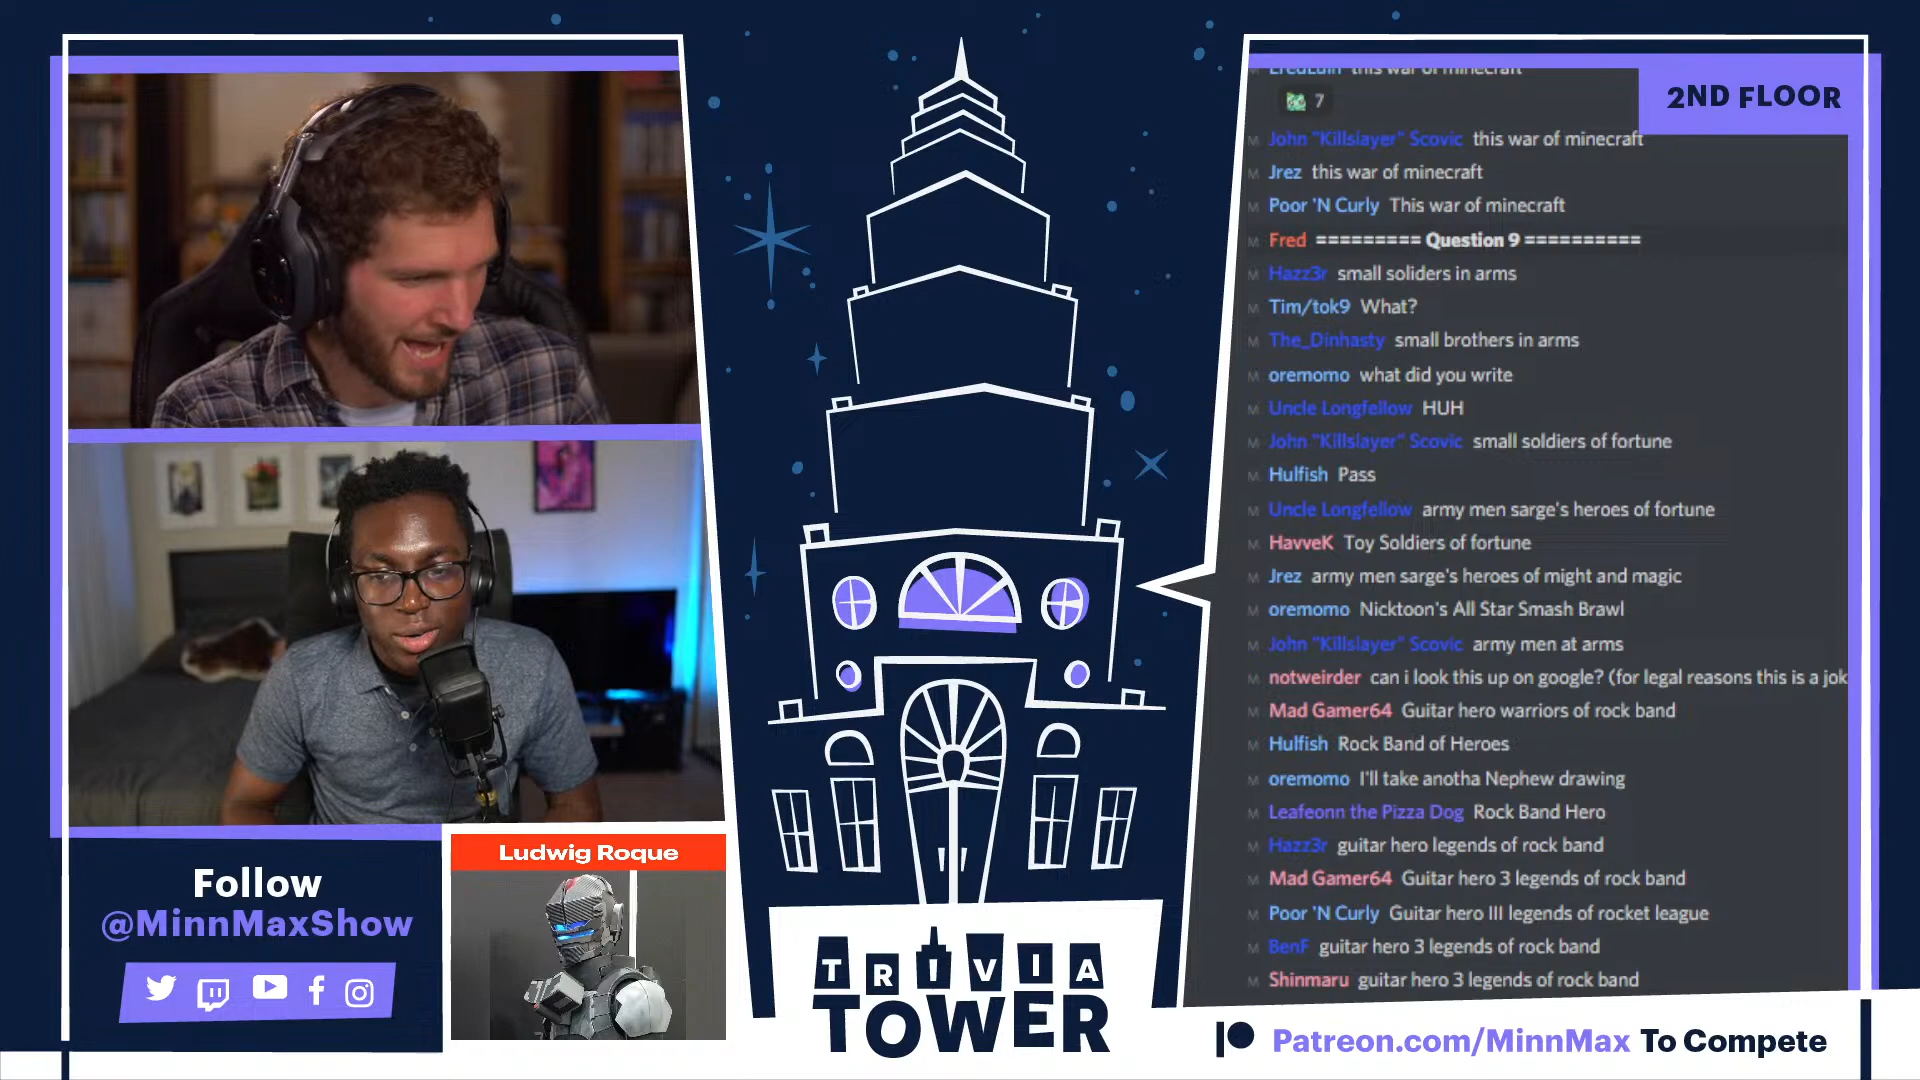 this war of minecraft
7
2ND FLOOR
John "Killslayer" Scovic this war of minecraft
Jrez this war of minecraft
Poor 'N Curly This war of minecraft
Fred ========= Question 9 ==========
Hazz3r small soliders in arms
Tim/tok9 What?
The_Dinhasty small brothers in arms
oremomo what did you write
Uncle Longfellow HUH
John "Killslayer" Scovic small soldiers of fortune
Hulfish Pass
Uncle Longfellow army men sarge's heroes of fortune
HavveK Toy Soldiers of fortune
Jrez army men sarge's heroes of might and magic
oremomo Nicktoon's All Star Smash Brawl
John "Killslayer" Scovic army men at arms
notweirder can i look this up on google? (for legal reasons this is a jok
Mad Gamer64 Guitar hero warriors of rock band
Hulfish Rock Band of Heroes
oremomo I'll take anotha Nephew drawing
Leafeonn the Pizza Dog Rock Band Hero
Hazz3r guitar hero legends of rock band
Mad Gamer64 Guitar hero 3 legends of rock band
Poor 'N Curly Guitar hero III legends of rocket league
BenF guitar hero 3 legends of rock band
Shinmaru guitar hero 3 legends of rock band
Follow
@MinnMaxShow
Ludwig Roque
TRIVIA
TOWER
Patreon.com/MinnMax To Compete